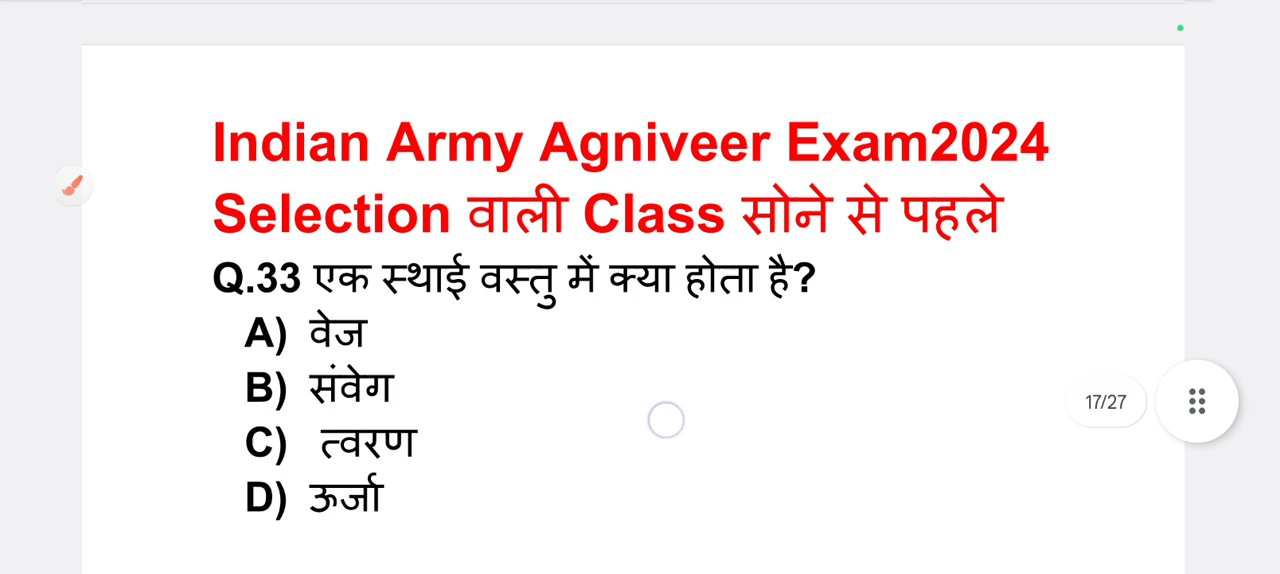 Indian Army Agniveer Exam2024
Selection वाली Class सोने से पहले
Q.33 एक स्थाई वस्तु में क्या होता है?
A) वेज
B) संवेग
C) त्वरण
D) ऊर्जा
17/27